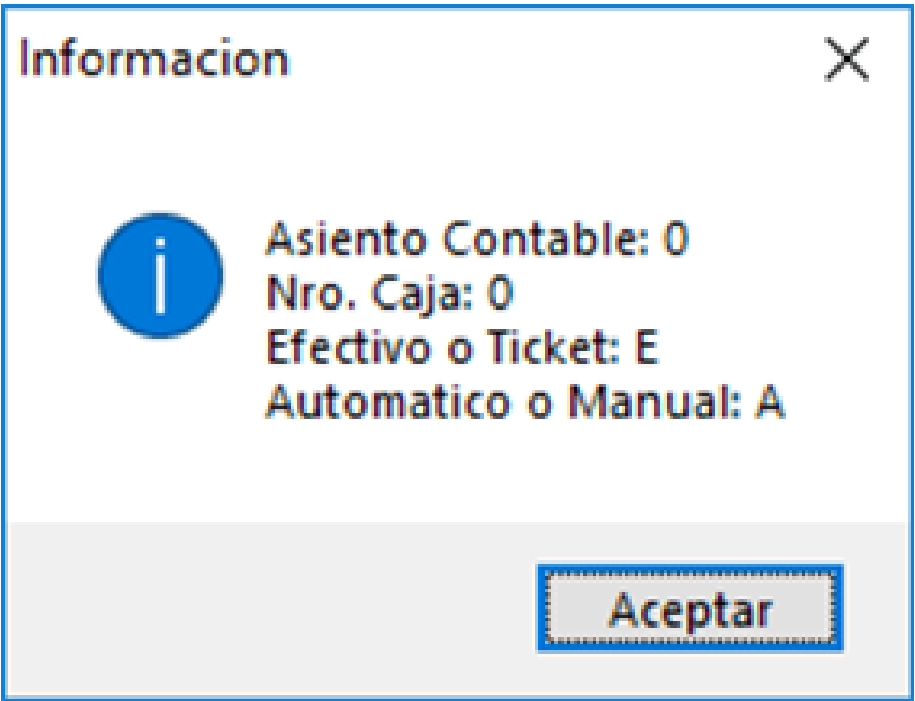 Informacion
Asiento Contable: 0
Nro. Caja: 0
Efectivo o Ticket: E
Automatico o Manual: A
Aceptar